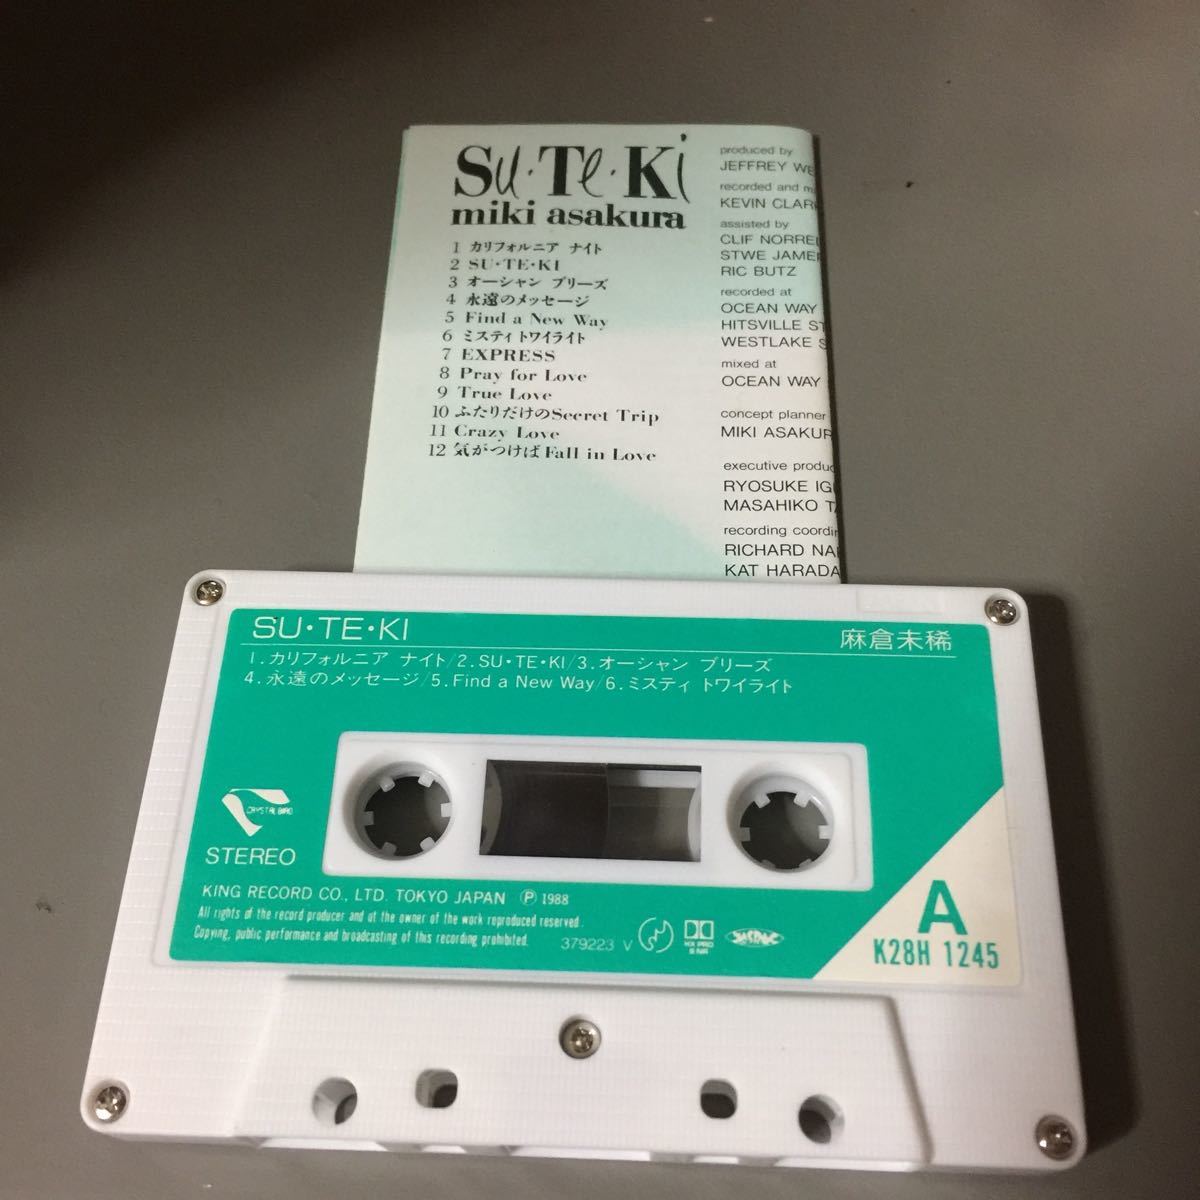 Su・Te・Ki
miki asakura
1 カリフォルニア ナイト
2 SU・TE・KI
3 オーシャン ブリーズ
4 永遠のメッセージ
5 Find a New Way
6 ミスティ トワイライト
7 EXPRESS
8 Pray for Love
9 True Love
10 ふたりだけのSecret Trip
11 Crazy Love
12 気がつけばFall in Love
produced by
JEFFREY
recorded and
KEVIN
assisted by
CLIF
STWE
RIC BUTZ
recorded at
OCEAN WAY
HITSVILLE
WESTLAKE
mixed at
OCEAN WAY
concept planner
MIKI
executive
RYOSUKE
MASAHIKO
recording
RICHARD
KAT HARADA
SU・TE・KI
麻倉未稀
1.カリフォルニア ナイト/2.SU・TE・KI/3.オーシャン ブリーズ
4.永遠のメッセージ/5.Find a New Way/6.ミスティ トワイライト
CRYSTAL BIRD
STEREO
KING RECORD CO., LTD. TOKYO JAPAN Ⓟ 1988
All rights of the record producer and of the owner of the work reproduced reserved.
Copying, public performance and broadcasting of this recording prohibited.
379223 V
HX PRO
B NR
JASRAC
A
K28H 1245